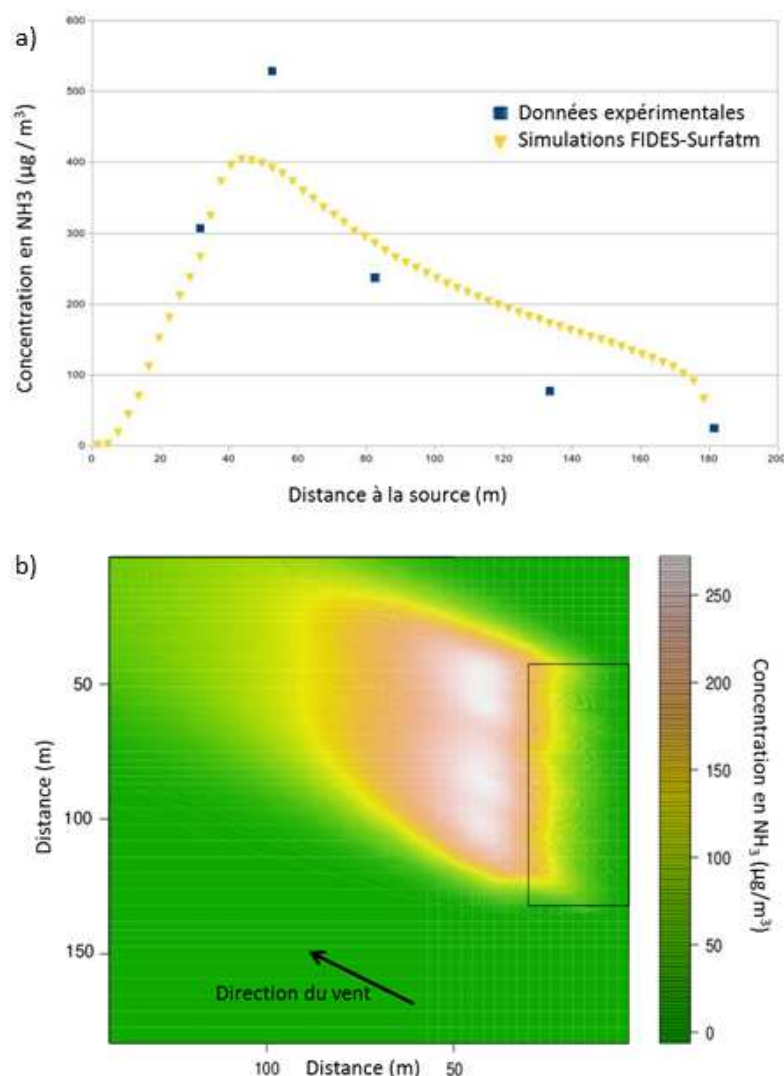 a)
600
500
400
300
200
100
0
Concentration en NH3 (µg / m³)
Données expérimentales
Simulations FIDES-Surfatm
0 20 40 60 80 100 120 140 160 180 200
Distance à la source (m)
b)
50
100
150
Distance (m)
Direction du vent
100 Distance (m) 50
250
200
150
100
50
0
Concentration en NH₃ (µg/m³)